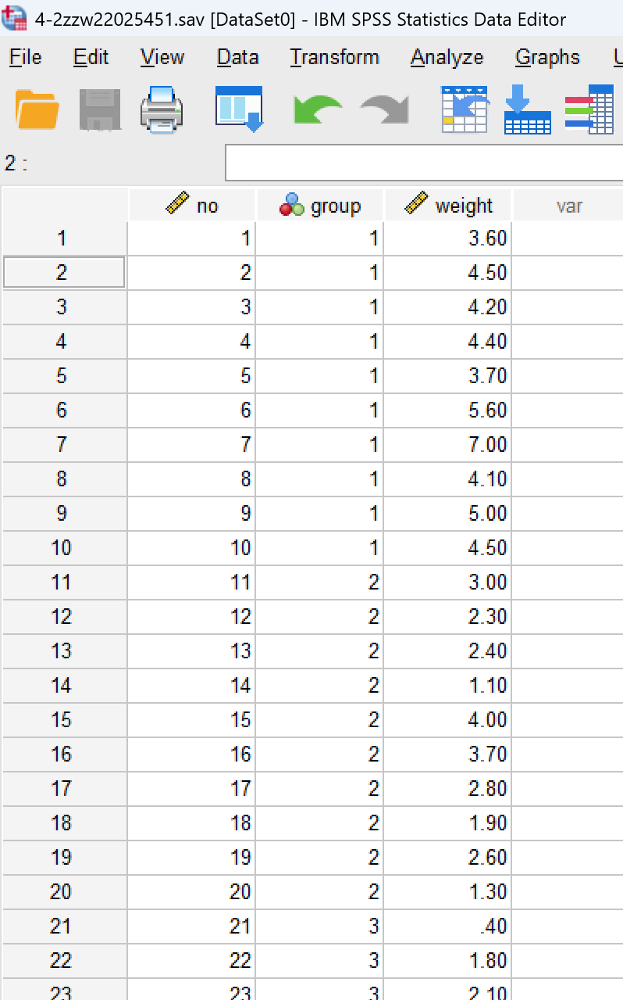 4-2zzw22025451.sav [DataSet0] - IBM SPSS Statistics Data Editor
File Edit View Data Transform Analyze Graphs U
2 :
no group weight var
1 1 1 3.60
2 2 1 4.50
3 3 1 4.20
4 4 1 4.40
5 5 1 3.70
6 6 1 5.60
7 7 1 7.00
8 8 1 4.10
9 9 1 5.00
10 10 1 4.50
11 11 2 3.00
12 12 2 2.30
13 13 2 2.40
14 14 2 1.10
15 15 2 4.00
16 16 2 3.70
17 17 2 2.80
18 18 2 1.90
19 19 2 2.60
20 20 2 1.30
21 21 3 .40
22 22 3 1.80
23 23 3 2.10